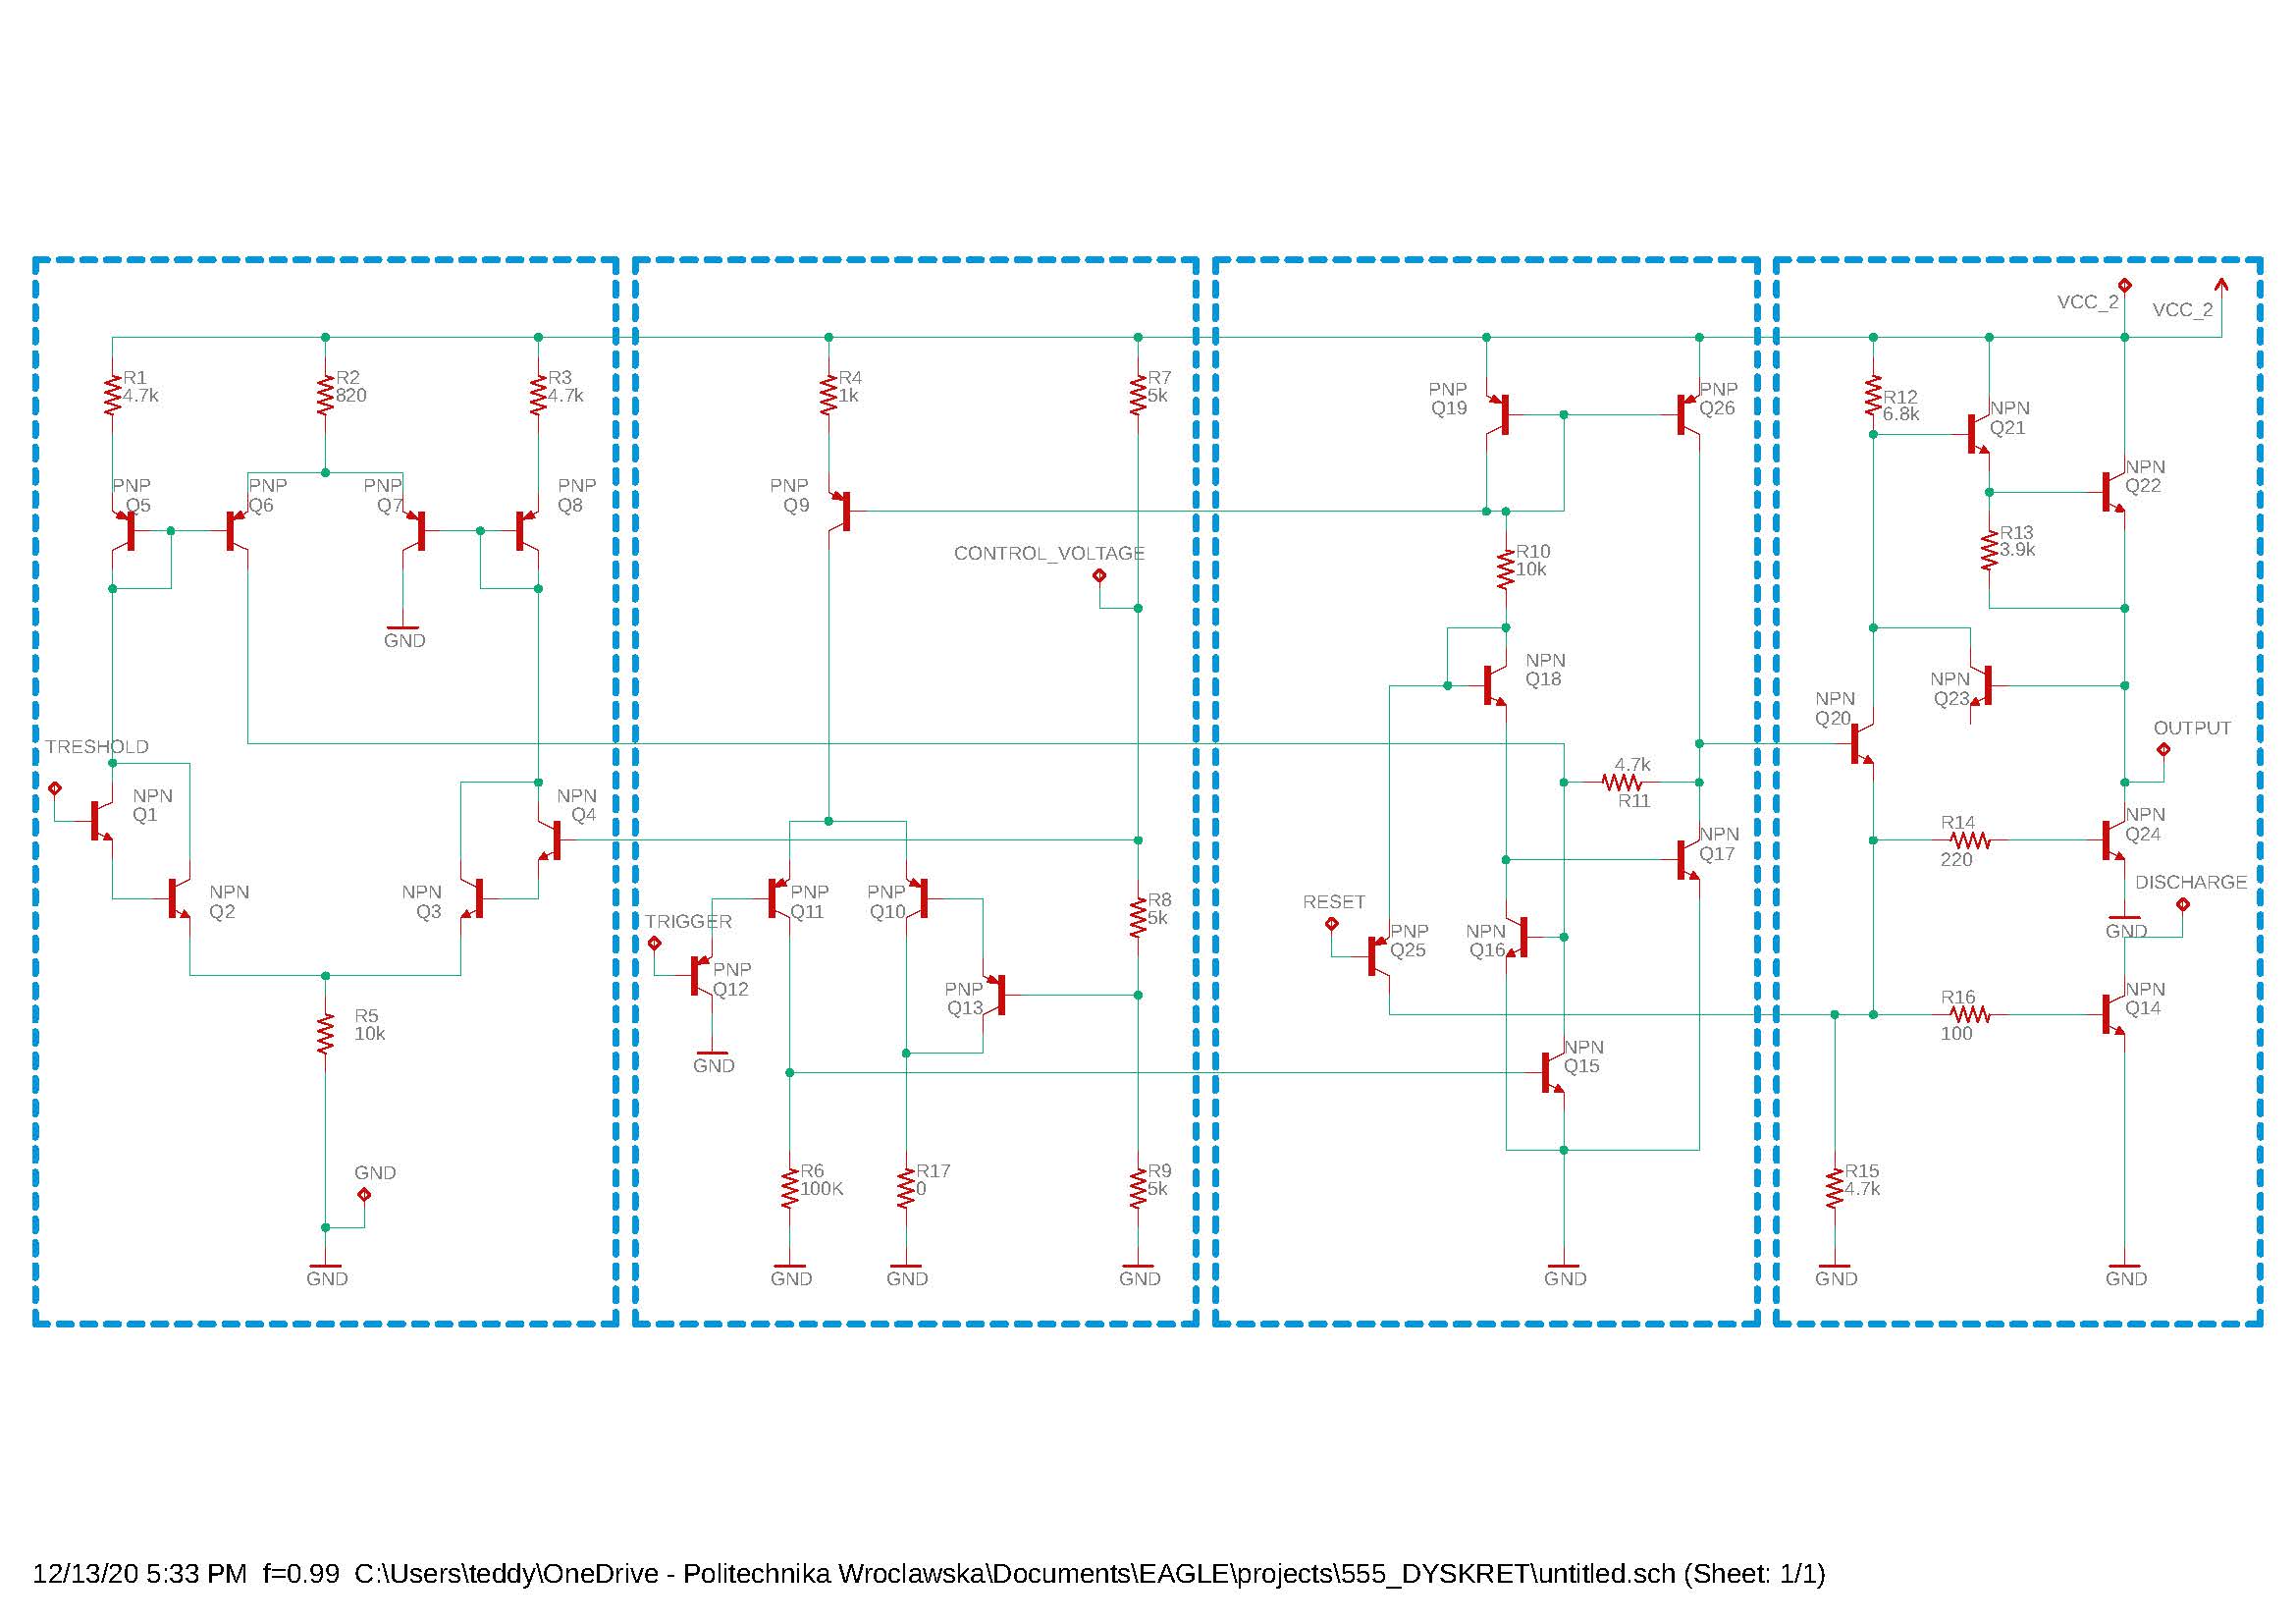 VCC_2
VCC_2
R1
4.7k
R2
820
R3
4.7k
R4
1k
R7
5k
PNP
Q19
PNP
Q26
R12
6.8k
NPN
Q21
NPN
Q22
PNP
Q5
PNP
Q6
PNP
Q7
PNP
Q8
PNP
Q9
CONTROL_VOLTAGE
R10
10k
R13
3.9k
GND
NPN
Q18
NPN
Q23
NPN
Q20
OUTPUT
TRESHOLD
NPN
Q1
NPN
Q4
4.7k
R11
NPN
Q17
R14
220
NPN
Q24
DISCHARGE
NPN
Q2
NPN
Q3
PNP
Q11
PNP
Q10
R8
5k
TRIGGER
RESET
PNP
Q25
NPN
Q16
GND
PNP
Q12
PNP
Q13
R16
100
NPN
Q14
R5
10k
GND
NPN
Q15
GND
R6
100K
R17
0
R9
5k
R15
4.7k
GND
GND
GND
GND
GND
GND
GND
12/13/20 5:33 PM  f=0.99  C:\Users\teddy\OneDrive - Politechnika Wroclawska\Documents\EAGLE\projects\555_DYSKRET\untitled.sch (Sheet: 1/1)